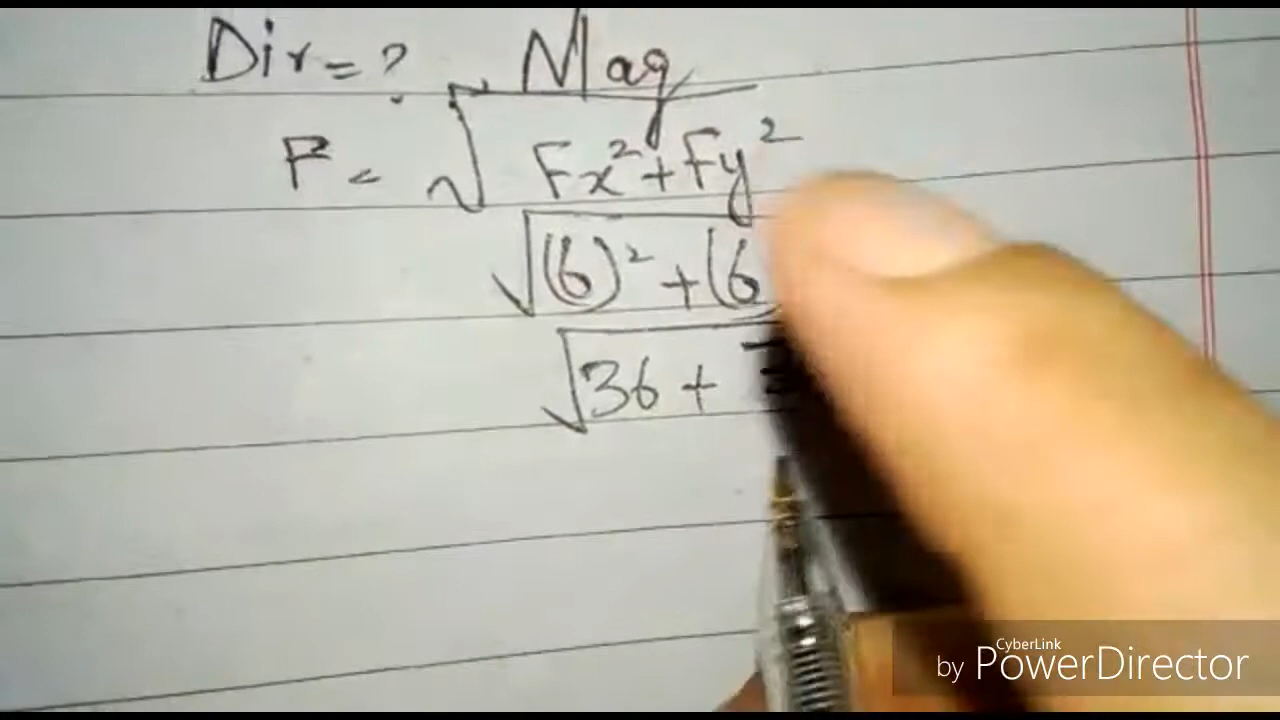 Dir = ? Mag
F = √Fx² + Fy²
√(6)² + (6
√36 +
CyberLink
by PowerDirector